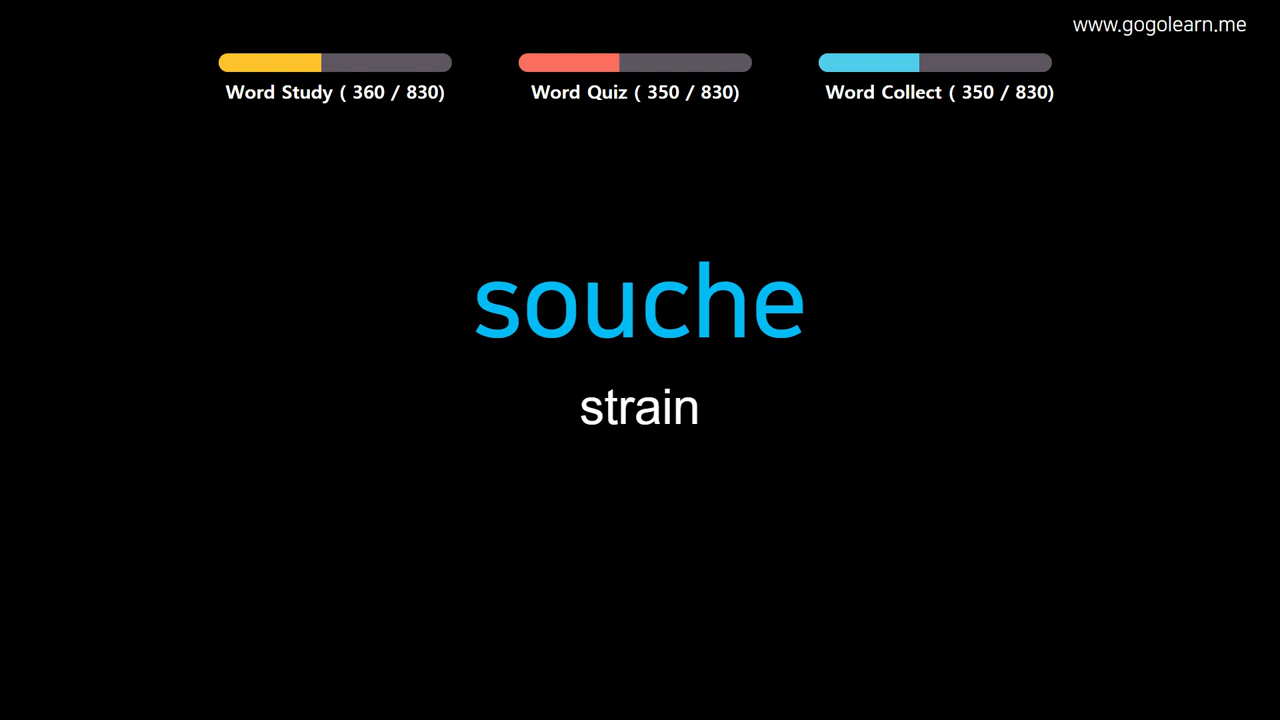 www.gogolearn.me
Word Study ( 360 / 830)
Word Quiz ( 350 / 830)
Word Collect ( 350 / 830)
souche
strain